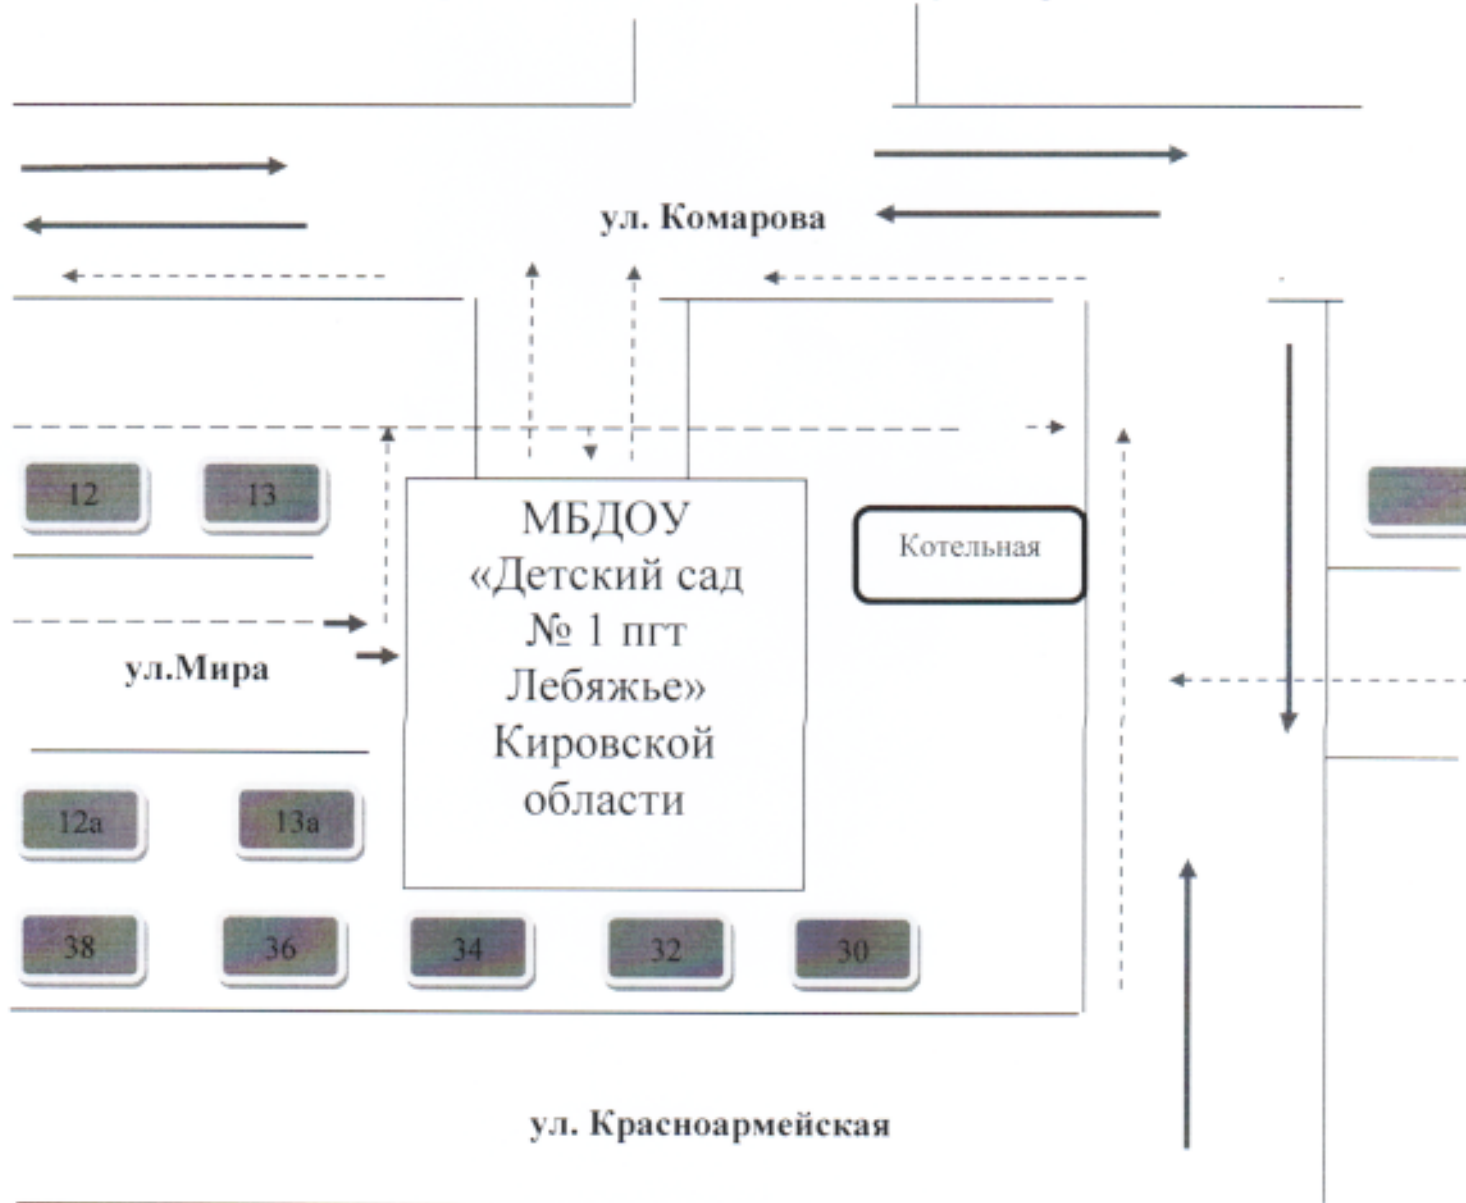 ул. Комарова
12
13
МБДОУ
«Детский сад
№ 1 пгт
Лебяжье»
Кировской
области
Котельная
ул.Мира
12а
13а
38
36
34
32
30
ул. Красноармейская